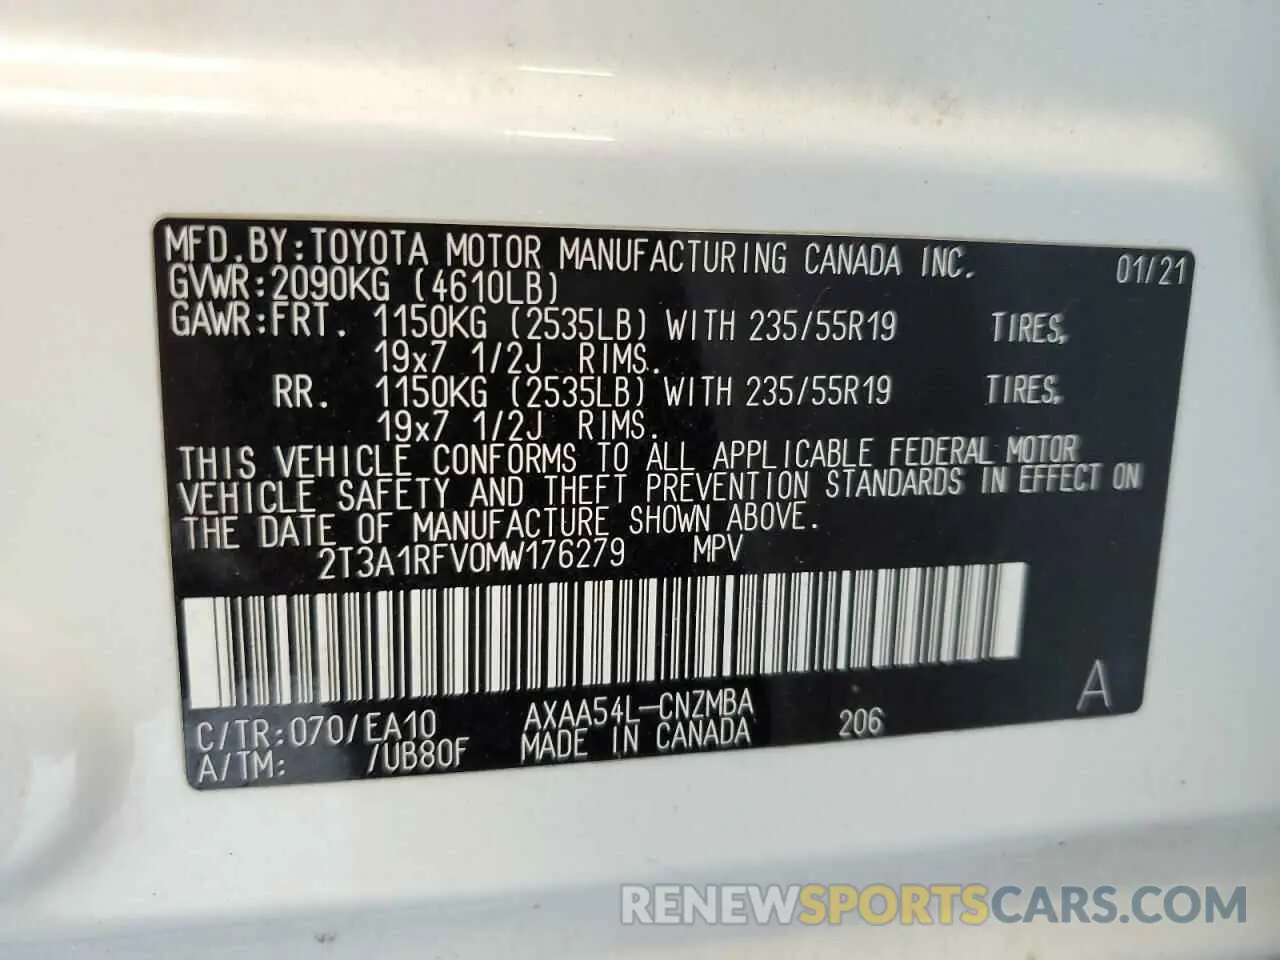 MFD.BY:TOYOTA MOTOR MANUFACTURING CANADA INC. 01/21
GVWR:2090KG (4610LB)
GAWR:FRT. 1150KG (2535LB) WITH 235/55R19 TIRES,
19x7 1/2J RIMS.
RR. 1150KG (2535LB) WITH 235/55R19 TIRES,
19x7 1/2J RIMS.
THIS VEHICLE CONFORMS TO ALL APPLICABLE FEDERAL MOTOR
VEHICLE SAFETY AND THEFT PREVENTION STANDARDS IN EFFECT ON
THE DATE OF MANUFACTURE SHOWN ABOVE.
2T3A1RFV0MW176279 MPV
A
C/TR:070/EA10 AXAA54L-CNZMBA 206
A/TM: /UB80F MADE IN CANADA
RENEWSPORTSCARS.COM